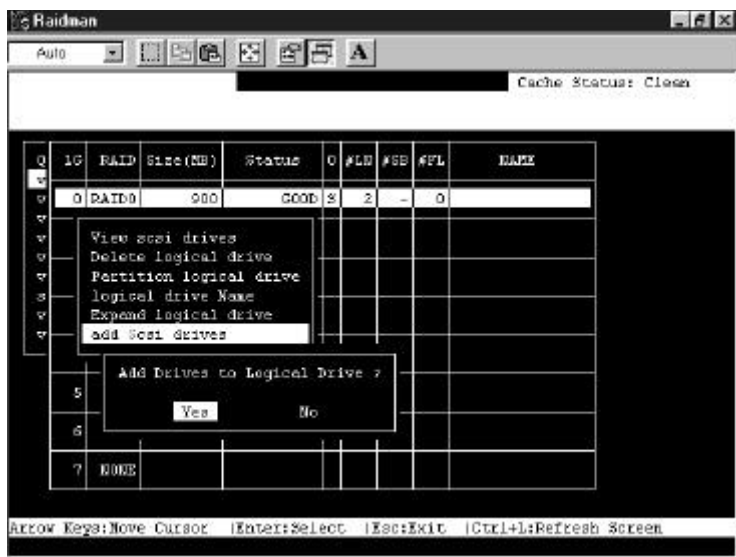 Raidman
Auto
A
Cache Status: Clean
Q LG RAID Size(MB) Status O #LN #SB #FL NAME
v
v 0 RAID0 900 GOOD S 2 - 0
v
v View scsi drives
v Delete logical drive
v Partition logical drive
s logical drive Name
v Expand logical drive
v add Scsi drives
Add Drives to Logical Drive ?
5
Yes No
6
7 NONE
Arrow Keys:Move Cursor |Enter:Select |Esc:Exit |Ctrl+L:Refresh Screen